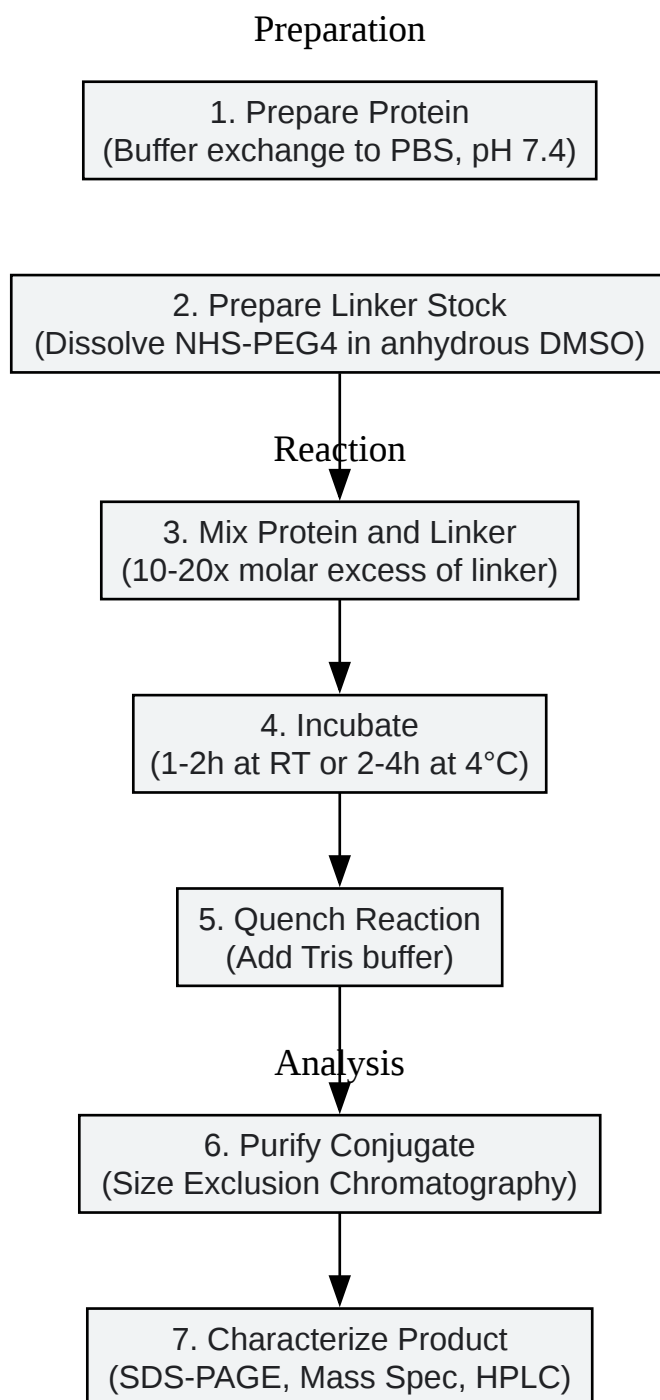 Preparation
1. Prepare Protein
(Buffer exchange to PBS, pH 7.4)
2. Prepare Linker Stock
(Dissolve NHS-PEG4 in anhydrous DMSO)
Reaction
3. Mix Protein and Linker
(10-20x molar excess of linker)
4. Incubate
(1-2h at RT or 2-4h at 4°C)
5. Quench Reaction
(Add Tris buffer)
Analysis
6. Purify Conjugate
(Size Exclusion Chromatography)
7. Characterize Product
(SDS-PAGE, Mass Spec, HPLC)